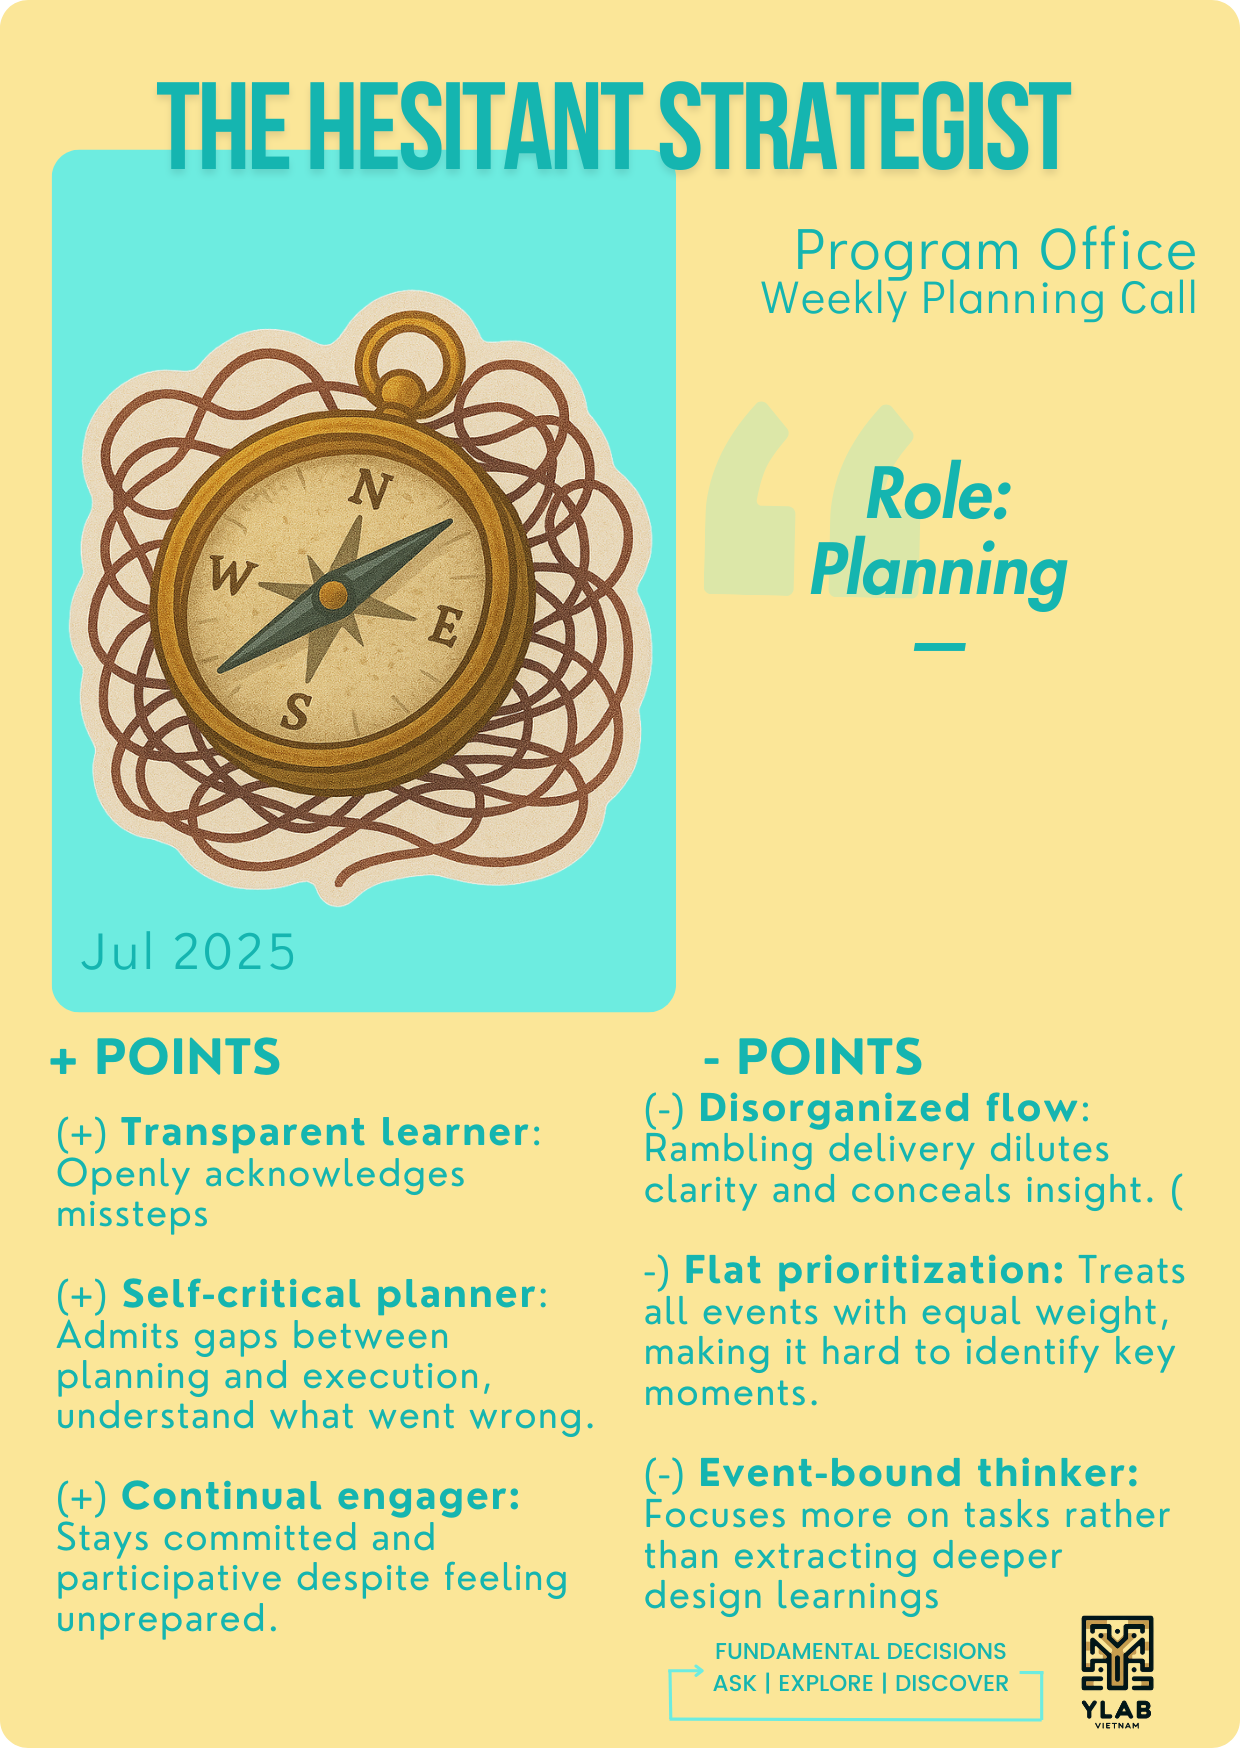 THE HESITANT STRATEGIST
Program Office
Weekly Planning Call
N
W
E
S
Role:
Planning
—
Jul 2025
+ POINTS
(+) Transparent learner:
Openly acknowledges
missteps
(+) Self-critical planner:
Admits gaps between
planning and execution,
understand what went wrong.
(+) Continual engager:
Stays committed and
participative despite feeling
unprepared.
- POINTS
(-) Disorganized flow:
Rambling delivery dilutes
clarity and conceals insight. (
-) Flat prioritization: Treats
all events with equal weight,
making it hard to identify key
moments.
(-) Event-bound thinker:
Focuses more on tasks rather
than extracting deeper
design learnings
FUNDAMENTAL DECISIONS
ASK | EXPLORE | DISCOVER
YLAB
VIETNAM